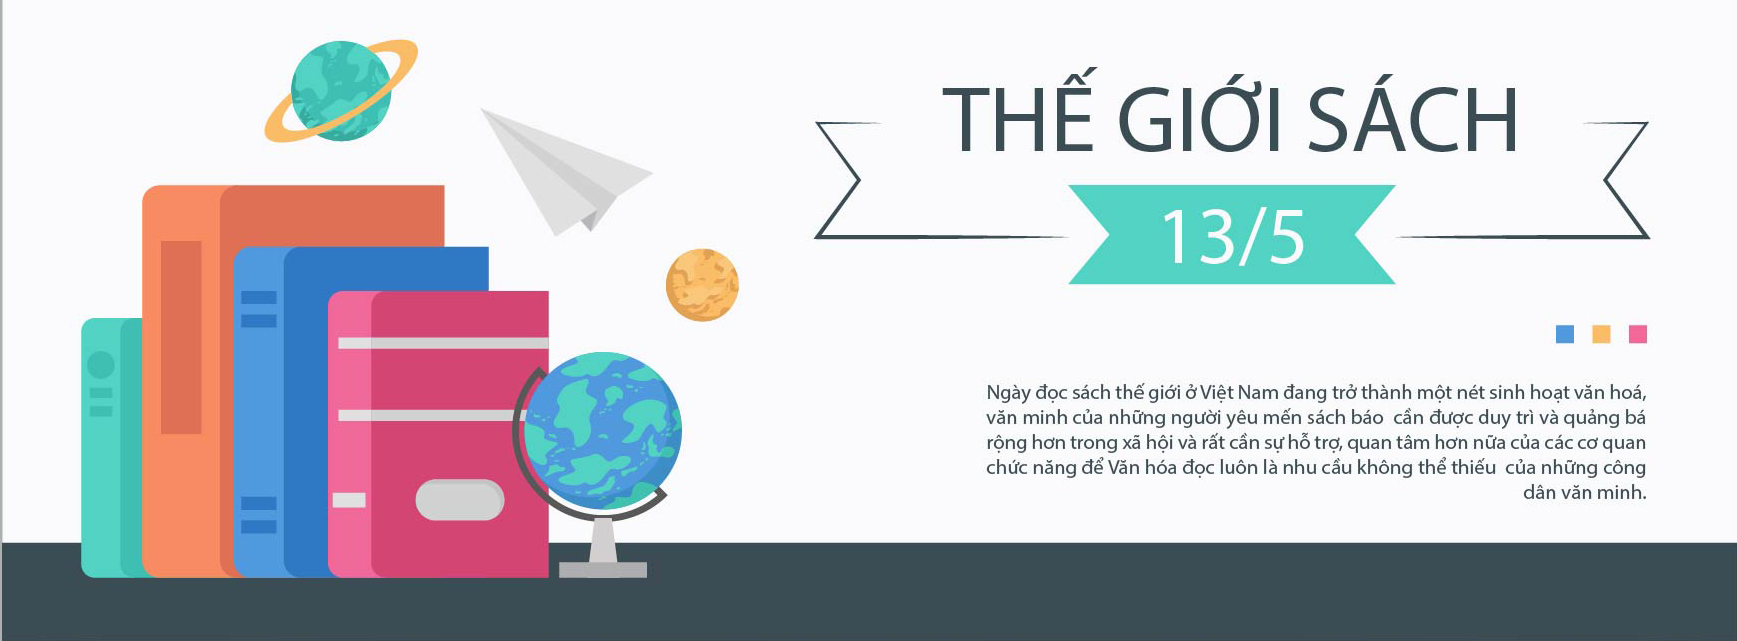 THẾ GIỚI SÁCH
13/5
Ngày đọc sách thế giới ở Việt Nam đang trở thành một nét sinh hoạt văn hoá,
văn minh của những người yêu mến sách báo  cần được duy trì và quảng bá
rộng hơn trong xã hội và rất cần sự hỗ trợ, quan tâm hơn nữa của các cơ quan
chức năng để Văn hóa đọc luôn là nhu cầu không thể thiếu  của những công
dân văn minh.